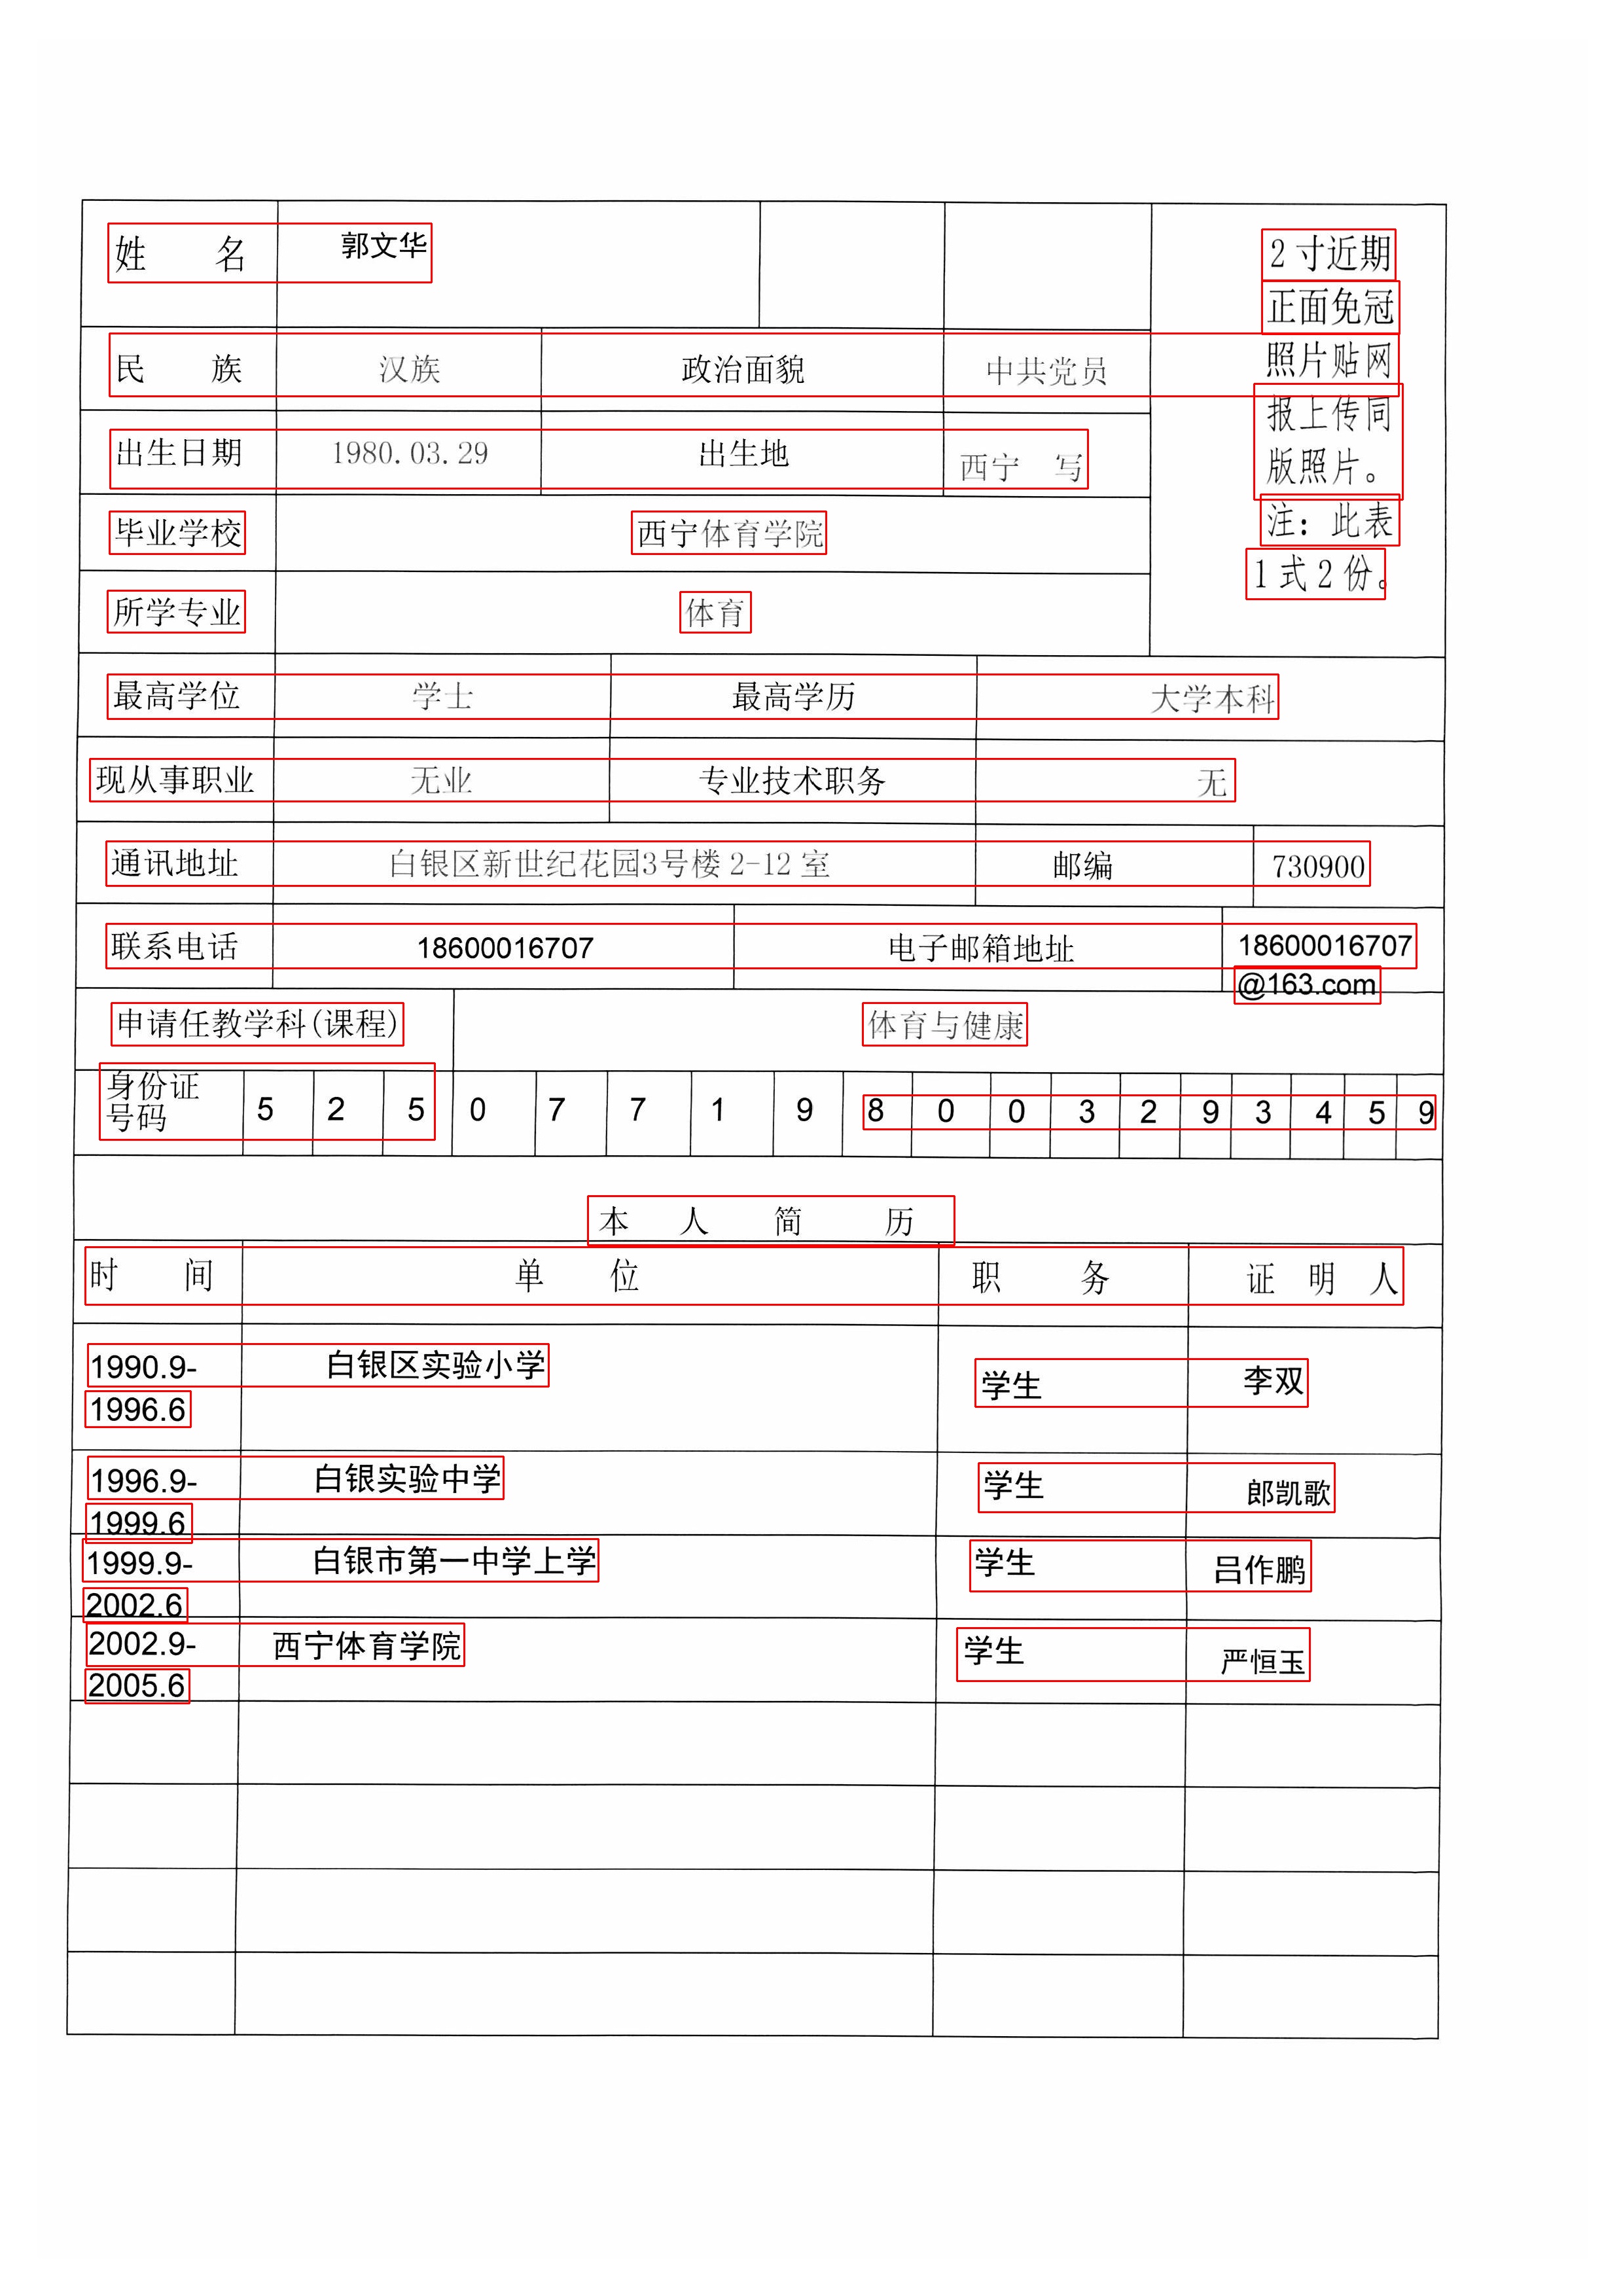 姓 名 郭文华
2寸近期
正面免冠
民 族 汉族 政治面貌 中共党员 照片贴网
报上传同
出生日期 1980.03.29 出生地 西宁 写
版照片。
毕业学校 西宁体育学院
注：此表
1式2份。
所学专业 体育
最高学位 学士 最高学历 大学本科
现从事职业 无业 专业技术职务 无
通讯地址 白银区新世纪花园3号楼2-12室 邮编 730900
联系电话 18600016707 电子邮箱地址 18600016707
@163.com
申请任教学科(课程) 体育与健康
身份证
号码 5 2 5 0 7 7 1 9 8 0 0 3 2 9 3 4 5 9
本 人 简 历
时 间 单 位 职 务 证 明 人
1990.9- 白银区实验小学 学生 李双
1996.6
1996.9- 白银实验中学 学生 郎凯歌
1999.6
1999.9- 白银市第一中学上学 学生 吕作鹏
2002.6
2002.9- 西宁体育学院 学生 严恒玉
2005.6